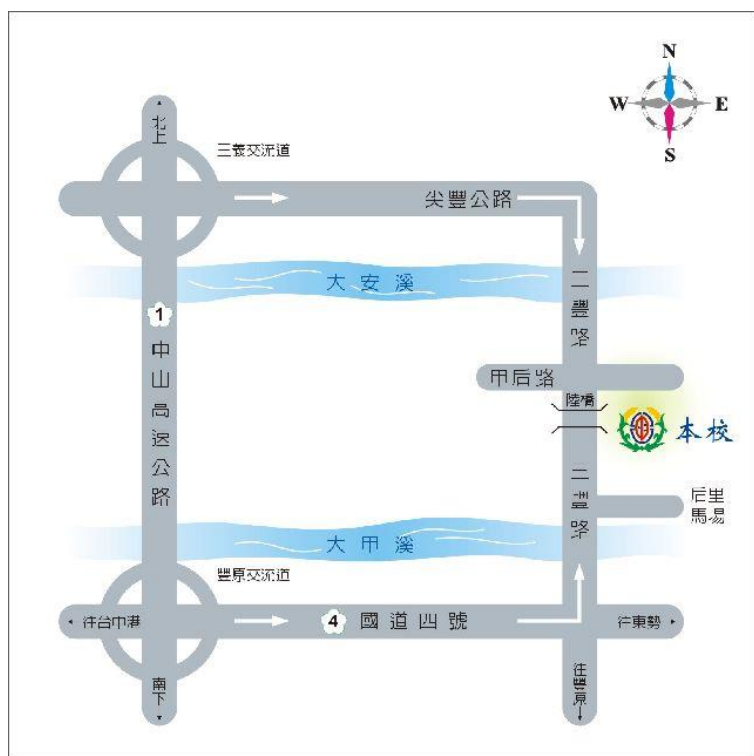 N
W E
S
北上
三義交流道
尖豐公路
大安溪
二豐路
1
中山高速公路
甲后路
陸橋
本校
三豐路
后里
馬場
大甲溪
豐原交流道
往台中港
4
國道四號
往東勢
南下
往豐原